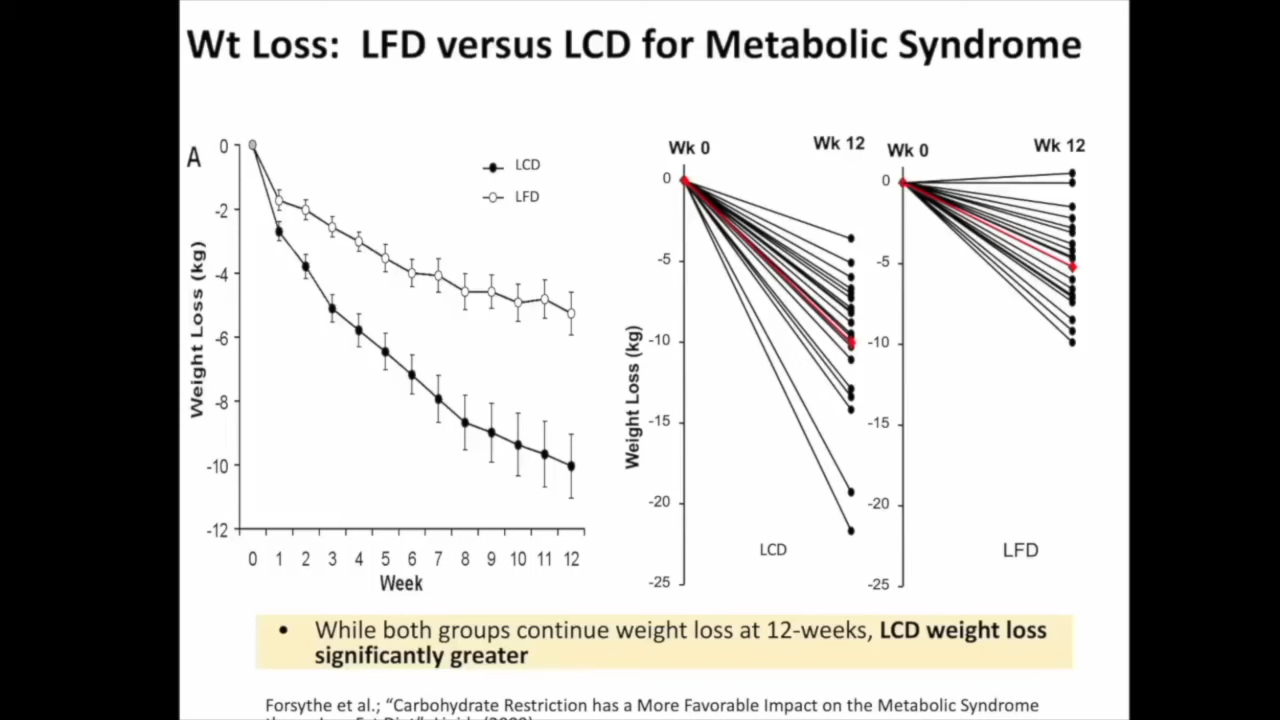 Wt Loss: LFD versus LCD for Metabolic Syndrome
A
LCD
LFD
0
-2
-4
-6
-8
-10
-12
Weight Loss (kg)
0 1 2 3 4 5 6 7 8 9 10 11 12
Week
Wk 0 Wk 12
0
-5
-10
-15
-20
-25
Weight Loss (kg)
LCD
Wk 0 Wk 12
0
-5
-10
-15
-20
-25
LFD
• While both groups continue weight loss at 12-weeks, LCD weight loss
significantly greater
Forsythe et al.; “Carbohydrate Restriction has a More Favorable Impact on the Metabolic Syndrome